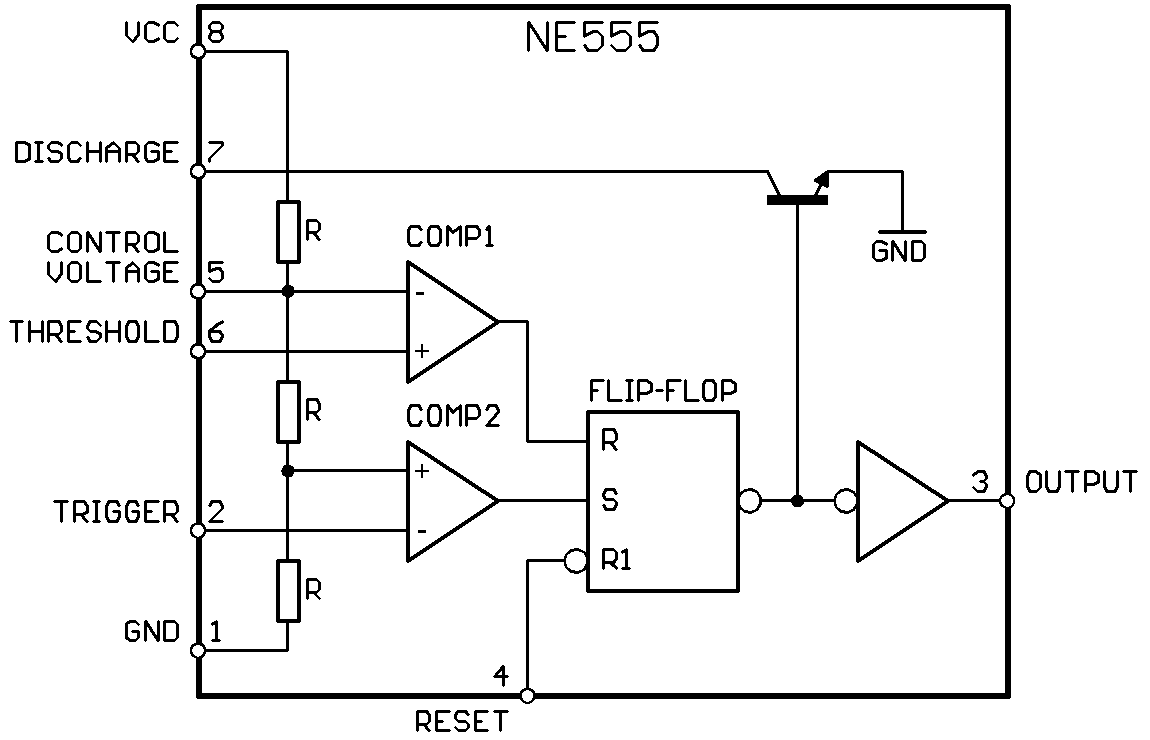 NE555
VCC 8
DISCHARGE 7
R
GND
CONTROL
VOLTAGE 5
COMP1
-
THRESHOLD 6
+
R
COMP2
FLIP-FLOP
R
+
S
3 OUTPUT
TRIGGER 2
-
R1
R
GND 1
4
RESET